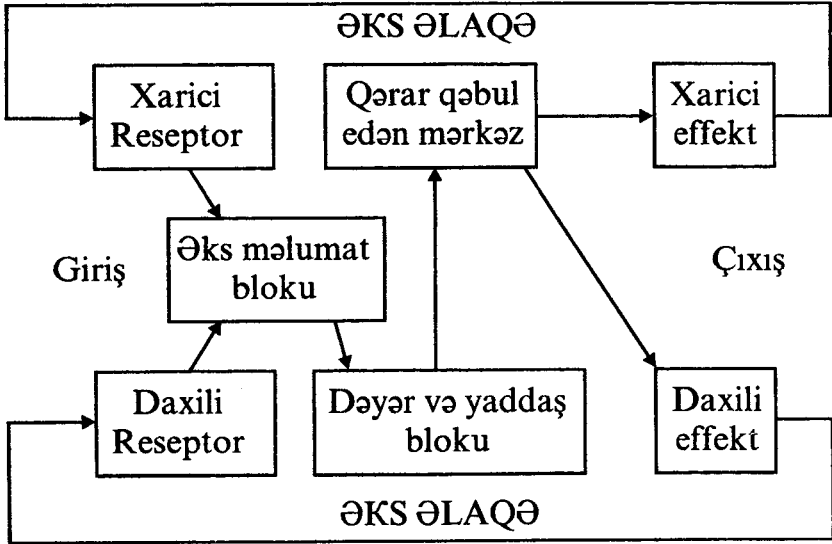 ƏKS ƏLAQƏ
Xarici
Reseptor
Qərar qəbul
edən mərkəz
Xarici
effekt
Giriş
Əks məlumat
bloku
Çıxış
Daxili
Reseptor
Dəyər və yaddaş
bloku
Daxili
effekt
ƏKS ƏLAQƏ